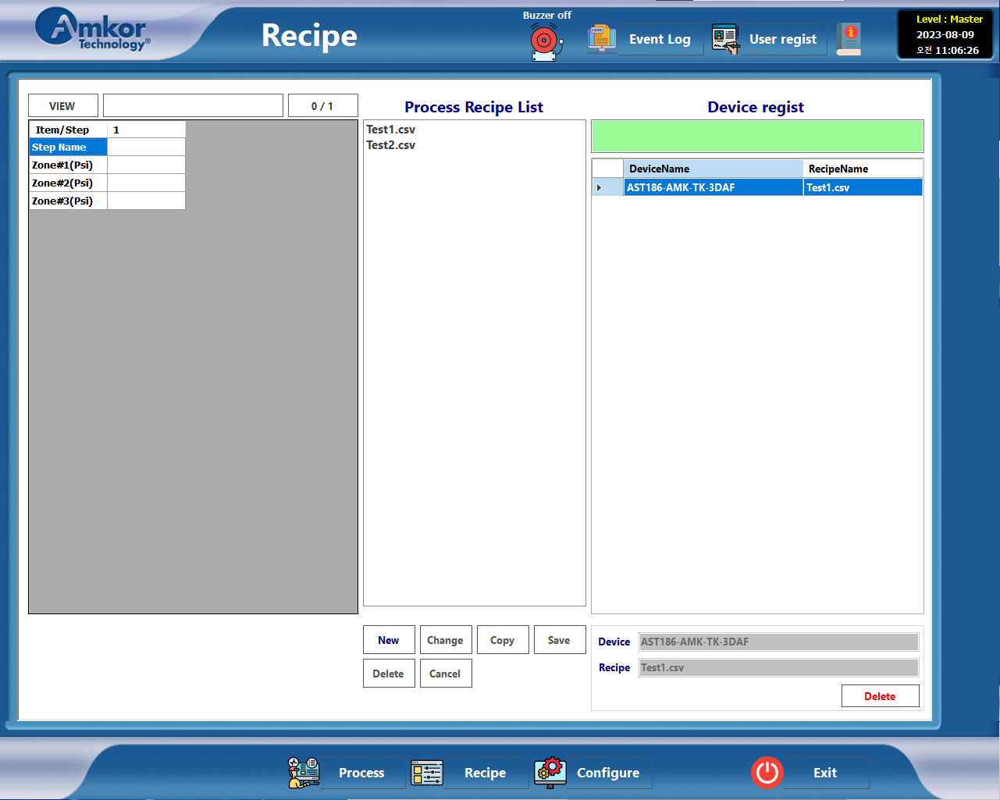 Amkor
Technology®
Recipe
Buzzer off
LOGS
Event Log
User regist
Level : Master
2023-08-09
오전 11:06:26
VIEW
0 / 1
Process Recipe List
Device regist
Item/Step 1
Step Name
Zone#1(Psi)
Zone#2(Psi)
Zone#3(Psi)
Test1.csv
Test2.csv
DeviceName RecipeName
AST186-AMK-TK-3DAF Test1.csv
New Change Copy Save
Delete Cancel
Device AST186-AMK-TK-3DAF
Recipe Test1.csv
Delete
Process
Recipe
Configure
Exit